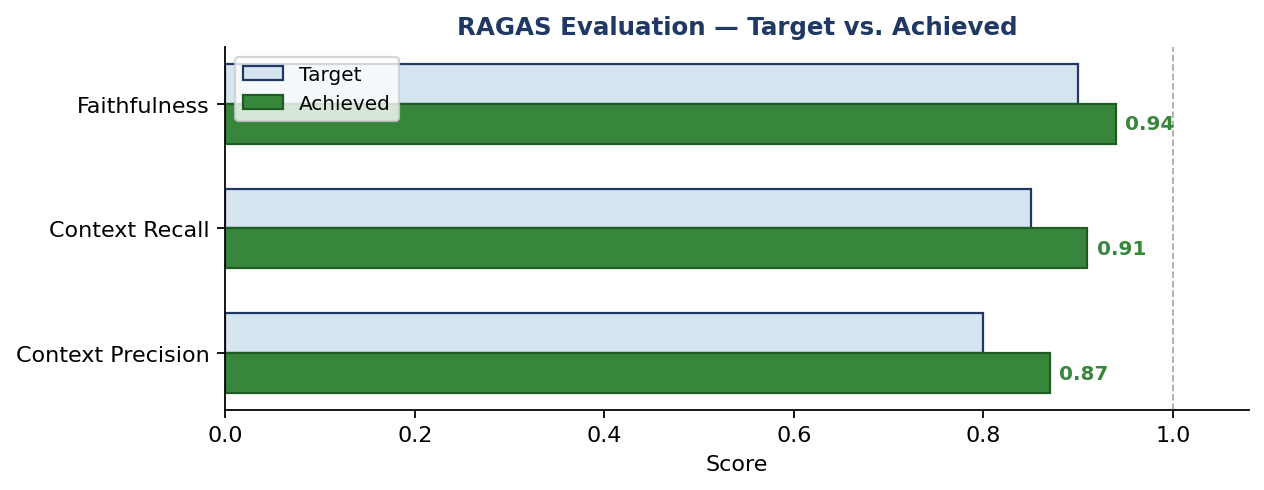 RAGAS Evaluation — Target vs. Achieved
Target
Achieved
Faithfulness
0.94
Context Recall
0.91
Context Precision
0.87
0.0 0.2 0.4 0.6 0.8 1.0
Score